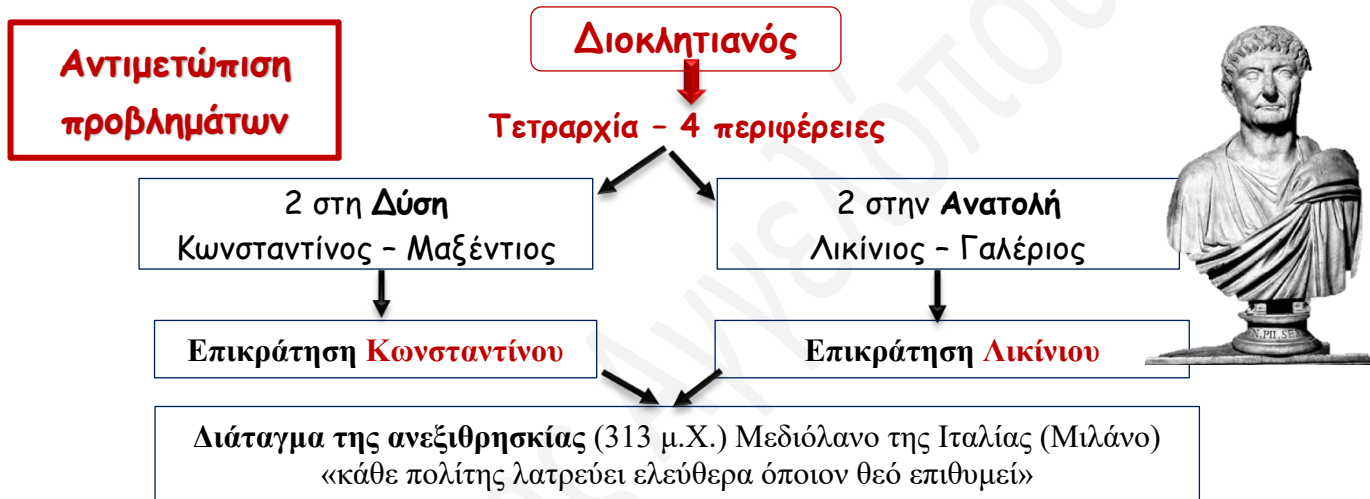 Αντιμετώπιση
προβλημάτων
Διοκλητιανός
Τετραρχία – 4 περιφέρειες
2 στη Δύση
Κωνσταντίνος – Μαξέντιος
2 στην Ανατολή
Λικίνιος – Γαλέριος
Επικράτηση Κωνσταντίνου
Επικράτηση Λικίνιου
Διάταγμα της ανεξιθρησκίας (313 μ.Χ.) Μεδιόλανο της Ιταλίας (Μιλάνο)
«κάθε πολίτης λατρεύει ελεύθερα όποιον θεό επιθυμεί»